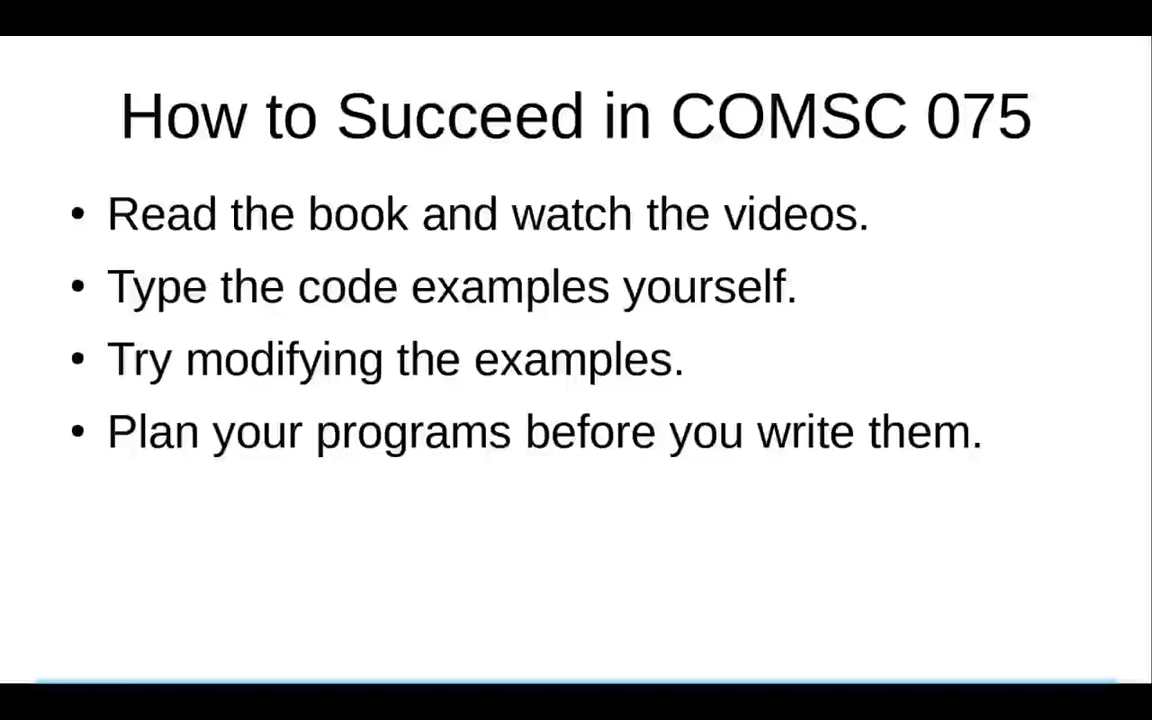 How to Succeed in COMSC 075
• Read the book and watch the videos.
• Type the code examples yourself.
• Try modifying the examples.
• Plan your programs before you write them.